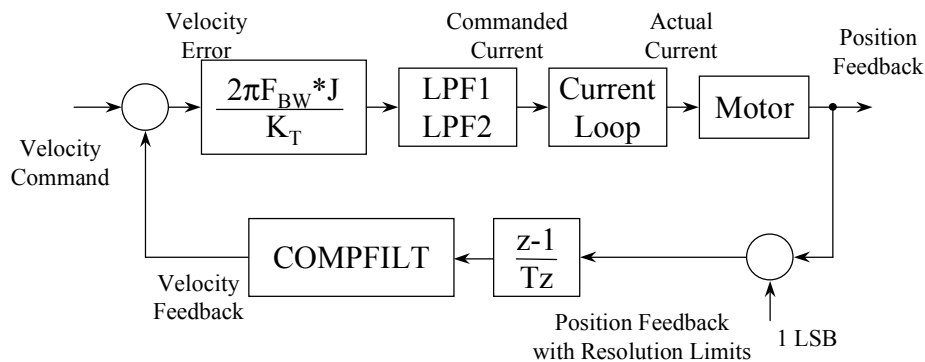 Velocity
Error
Commanded
Current
Actual
Current
Position
Feedback
2πF_BW*J
K_T
LPF1
LPF2
Current
Loop
Motor
Velocity
Command
COMPFILT
z-1
Tz
Velocity
Feedback
Position Feedback
with Resolution Limits
1 LSB